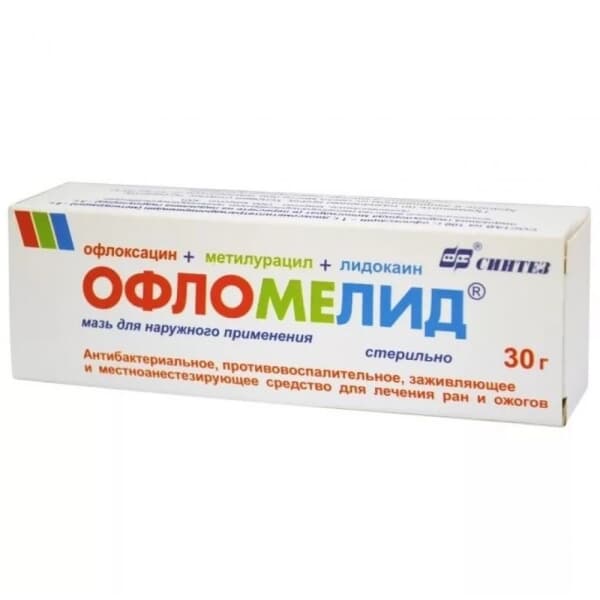 офлоксацин + метилурацил + лидокаин
СИНТЕЗ®
ОФЛОМЕЛИД®
мазь для наружного применения
стерильно
30 г
Антибактериальное, противовоспалительное, заживляющее
и местноанестезирующее средство для лечения ран и ожогов